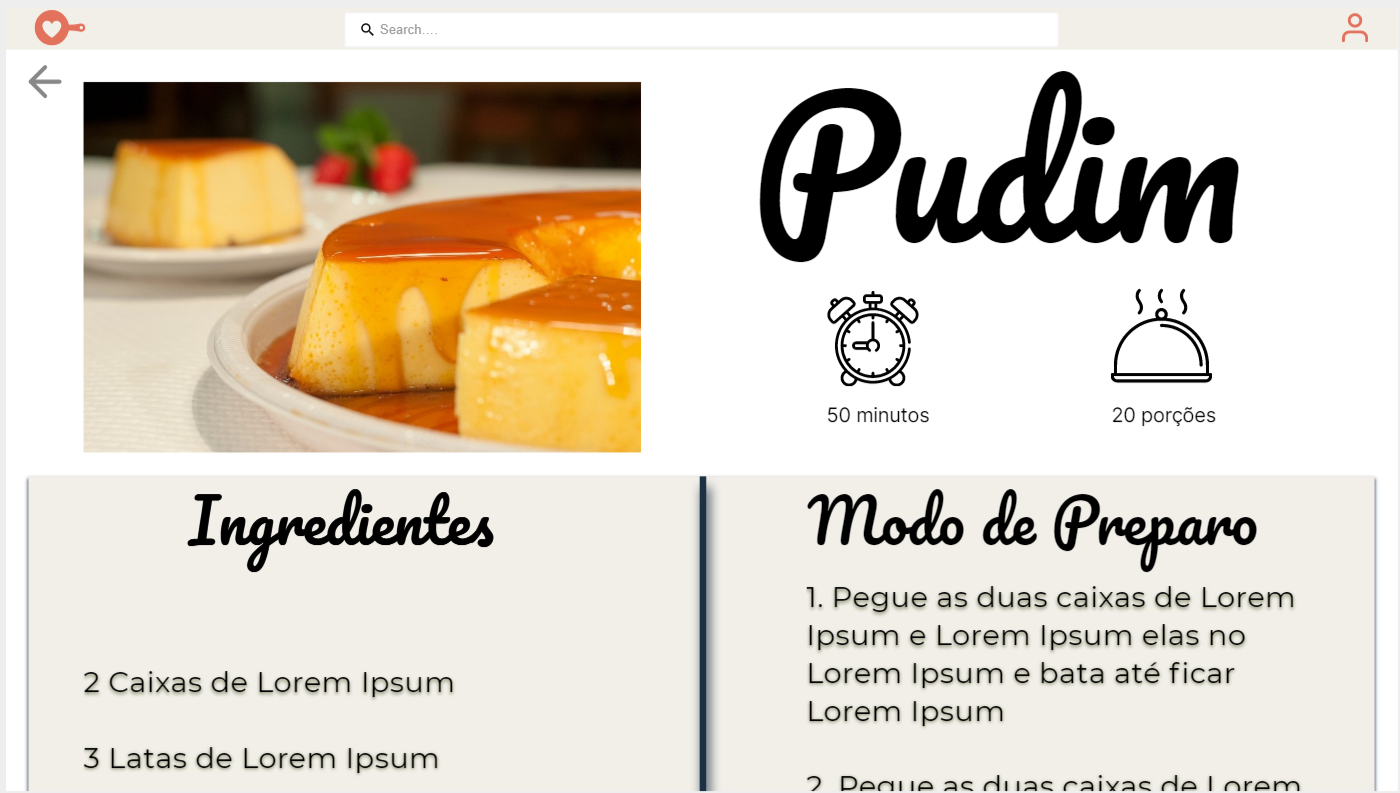 Search....
Pudim
50 minutos
20 porções
Ingredientes
2 Caixas de Lorem Ipsum
3 Latas de Lorem Ipsum
Modo de Preparo
1. Pegue as duas caixas de Lorem
Ipsum e Lorem Ipsum elas no
Lorem Ipsum e bata até ficar
Lorem Ipsum
2. Pegue as duas caixas de Lorem